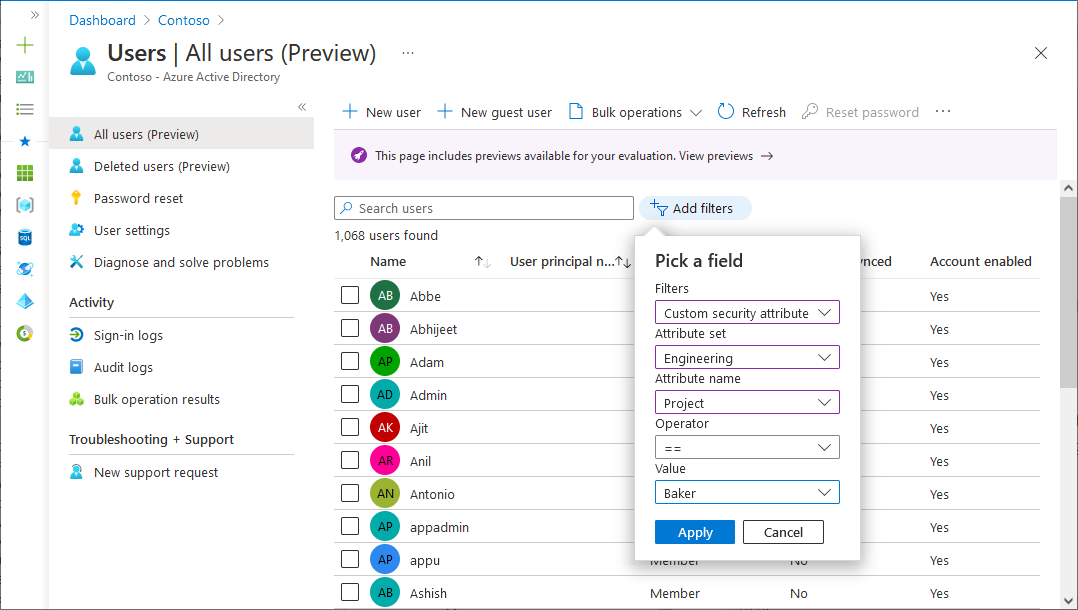 Dashboard > Contoso >
Users | All users (Preview) ...
Contoso - Azure Active Directory
All users (Preview)
Deleted users (Preview)
Password reset
User settings
Diagnose and solve problems
Activity
Sign-in logs
Audit logs
Bulk operation results
Troubleshooting + Support
New support request
New user
New guest user
Bulk operations
Refresh
Reset password
...
This page includes previews available for your evaluation. View previews →
Search users
Add filters
1,068 users found
Name
User principal n...
nced
Account enabled
AB Abbe Yes
AB Abhijeet Yes
AP Adam Yes
AD Admin Yes
AK Ajit Yes
AR Anil Yes
AN Antonio Yes
AP appadmin Yes
AP appu Member No Yes
AB Ashish Member No Yes
Pick a field
Filters
Custom security attribute
Attribute set
Engineering
Attribute name
Project
Operator
==
Value
Baker
Apply
Cancel
SQL